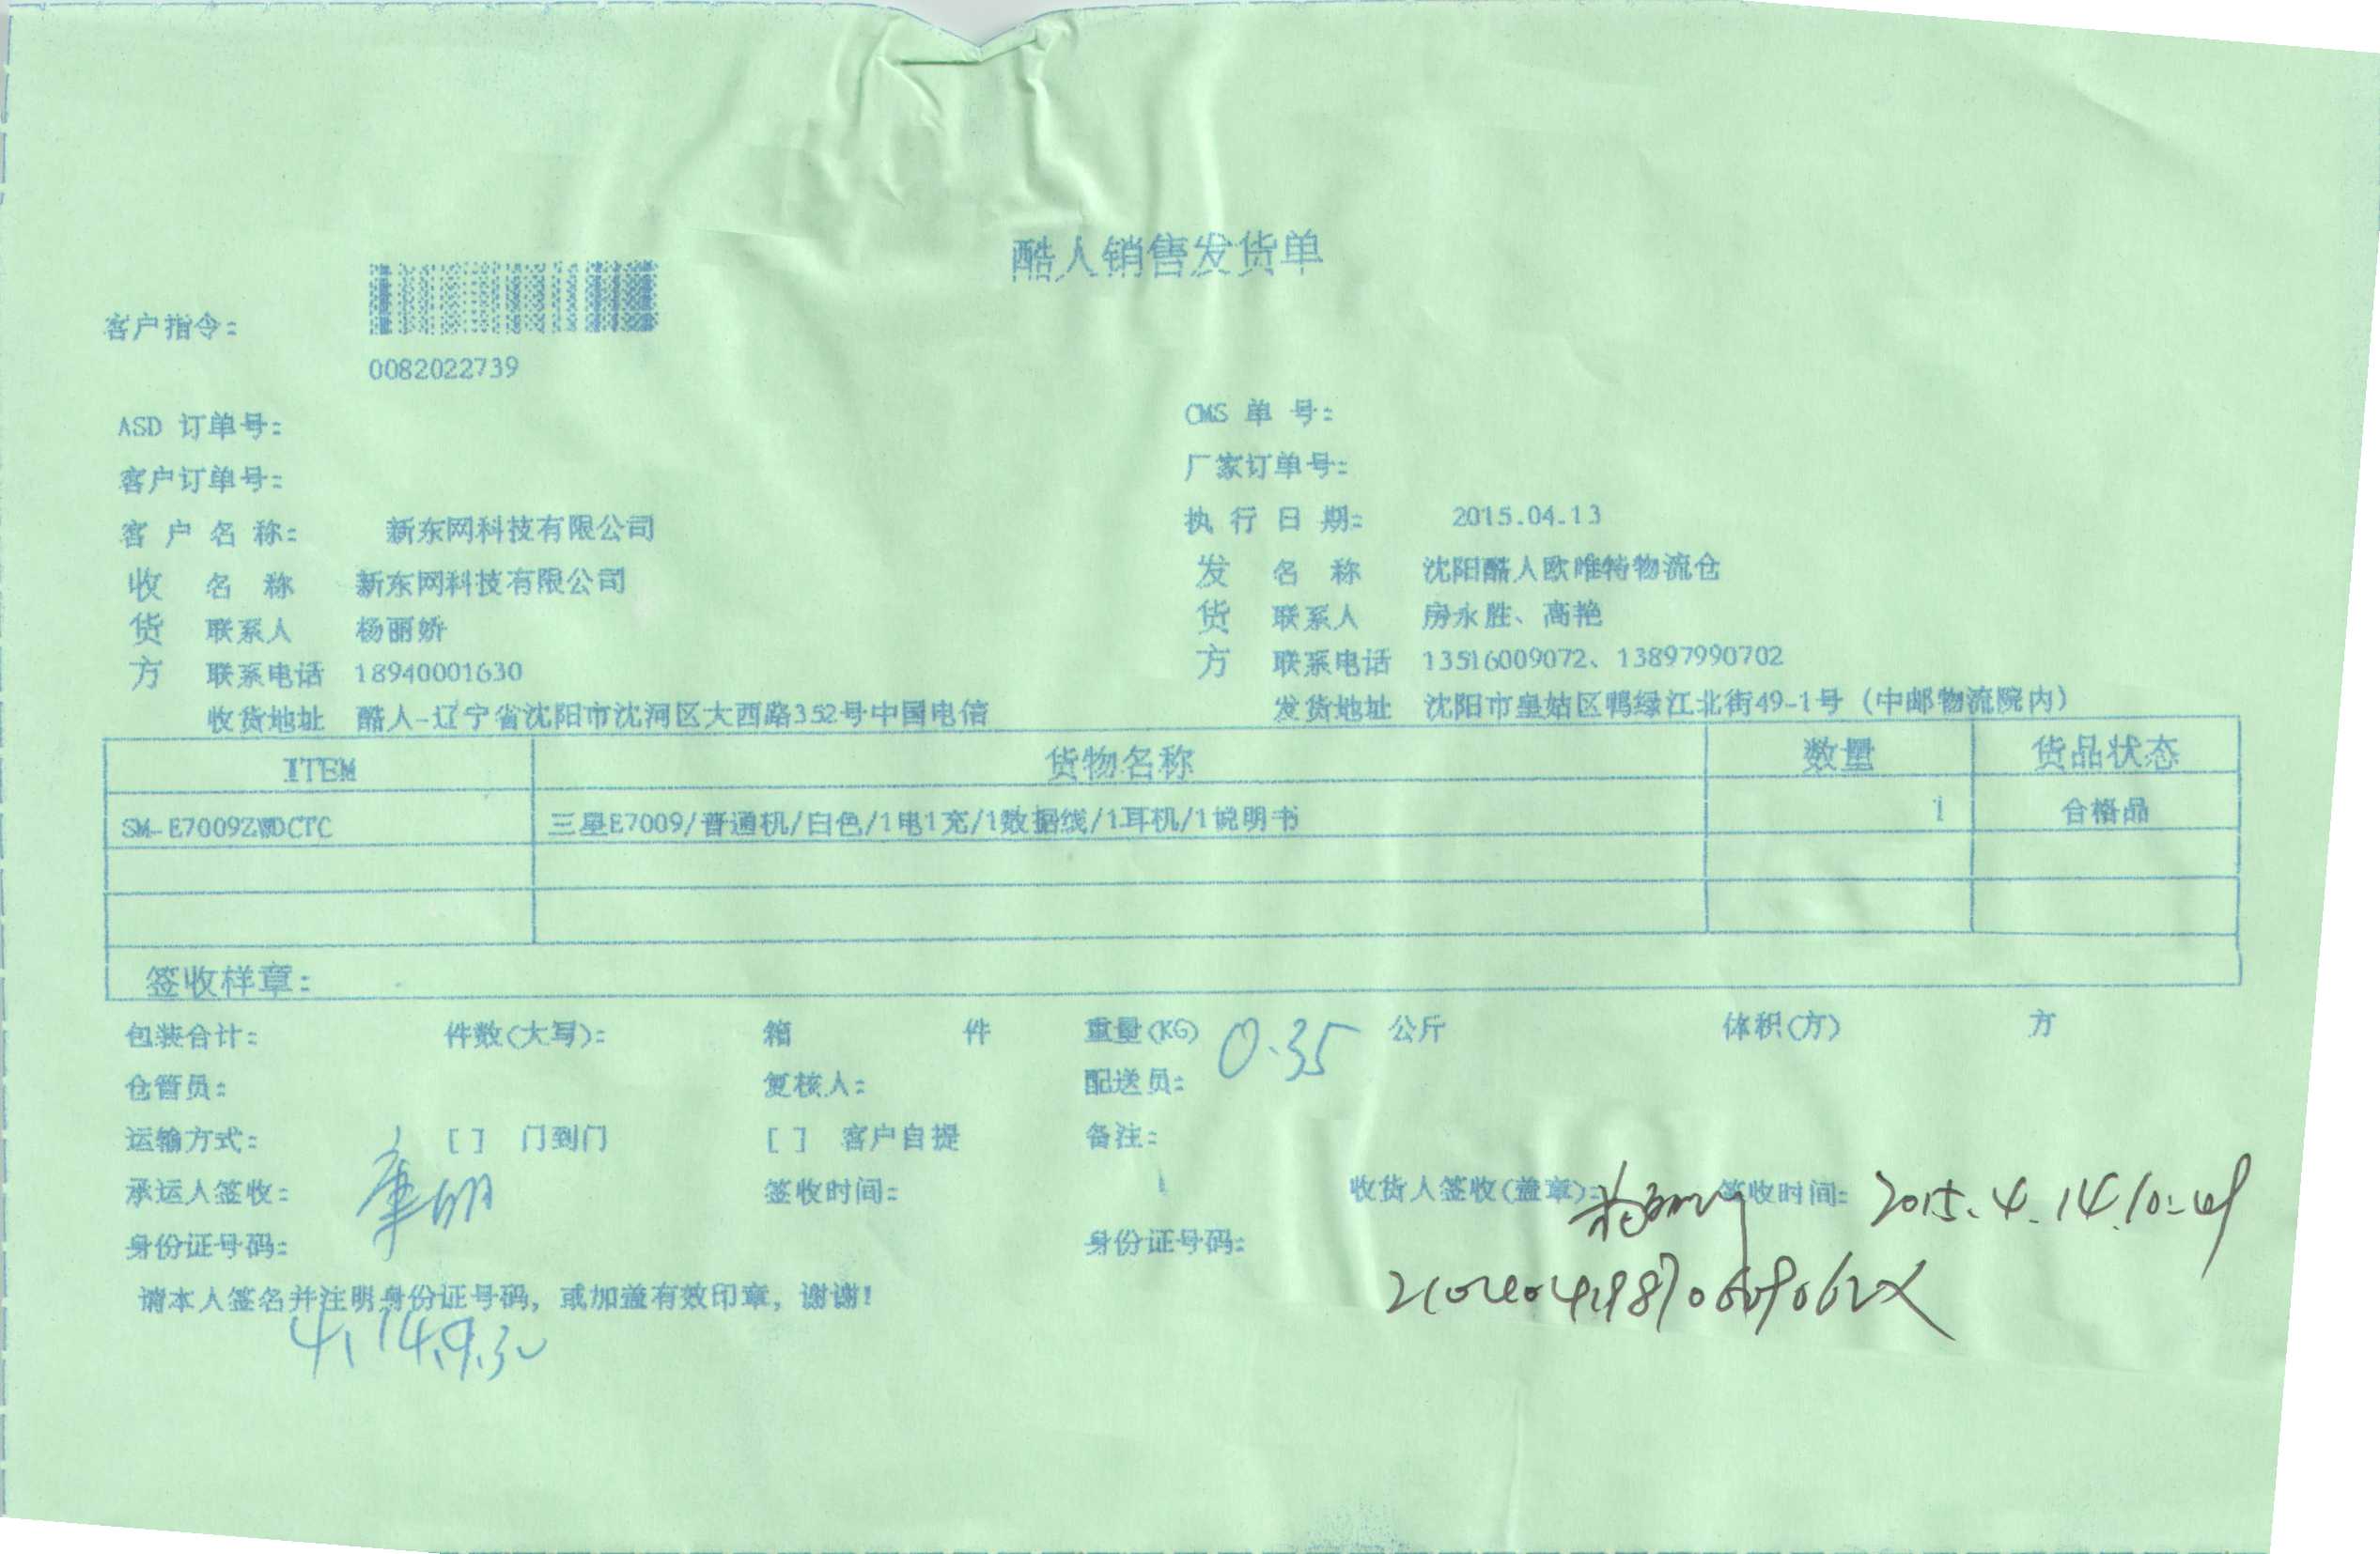 酷人销售发货单
客户指令:
0082022739
ASD 订单号:
CMS 单 号:
客户订单号:
厂家订单号:
客 户 名 称: 新东网科技有限公司
执 行 日 期: 2015.04.13
收 名 称 新东网科技有限公司
发 名 称 沈阳酷人欧唯特物流仓
货 联系人 杨丽娇
货 联系人 房永胜、高艳
方 联系电话 18940001630
方 联系电话 13516009072、13897990702
收货地址 酷人-辽宁省沈阳市沈河区大西路352号中国电信
发货地址 沈阳市皇姑区鸭绿江北街49-1号 (中邮物流院内)
ITEM 货物名称 数量 货品状态
SM-E7009ZWDCTC 三星E7009/普通机/白色/1电1充/1数据线/1耳机/1说明书 1 合格品
签收样章:
包装合计: 件数(大写): 箱 件 重量(KG) 0.35 公斤 体积(方) 方
仓管员: 复核人: 配送员:
运输方式: [ ] 门到门 [ ] 客户自提 备注:
承运人签收: 签收时间: 收货人签收(盖章): 签收时间: 2015.4.14.10
身份证号码: 身份证号码:
请本人签名并注明身份证号码, 或加盖有效印章, 谢谢!
4.14.9.30